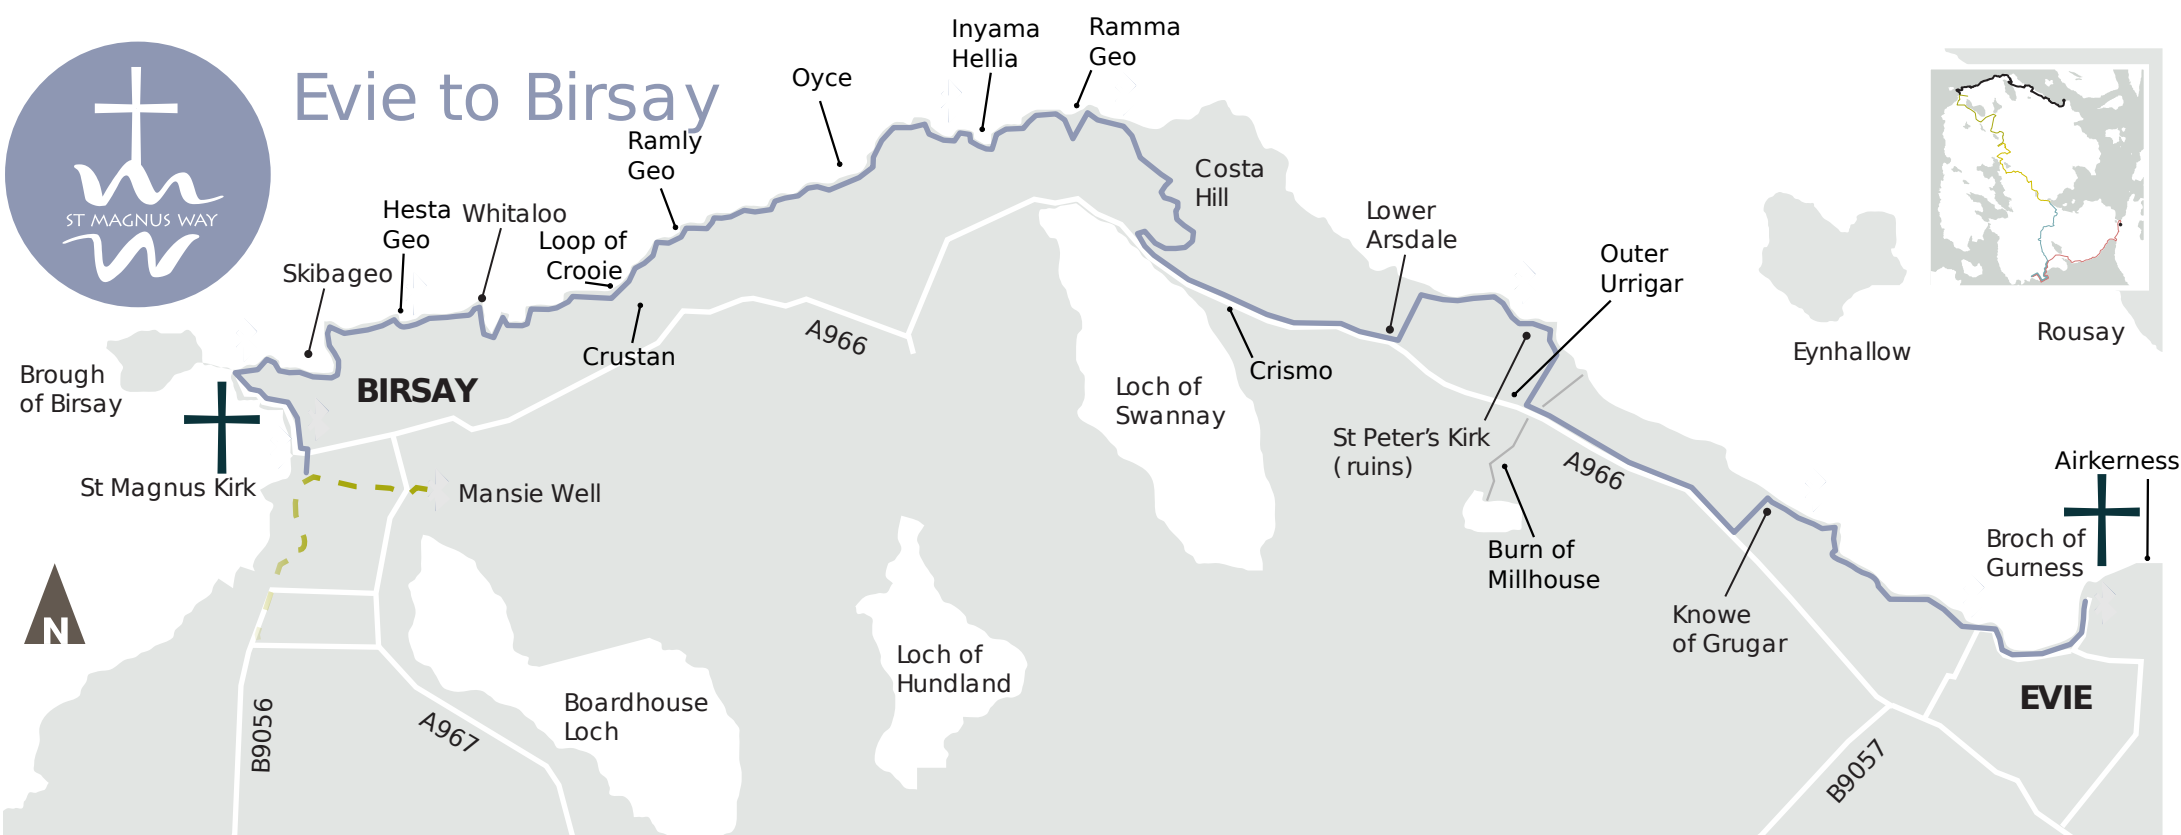 Evie to Birsay
ST MAGNUS WAY
Inyama
Hellia
Ramma
Geo
Oyce
Ramly
Geo
Hesta
Geo
Whitaloo
Loop of
Crooie
Skibageo
Costa
Hill
Lower
Arsdale
Outer
Urrigar
Eynhallow
Rousay
Brough
of Birsay
BIRSAY
Crustan
A966
Loch of
Swannay
Crismo
St Peter's Kirk
( ruins)
A966
Airkerness
St Magnus Kirk
Mansie Well
Burn of
Millhouse
Broch of
Gurness
N
Knowe
of Grugar
Loch of
Hundland
Boardhouse
Loch
EVIE
B9056
A967
B9057